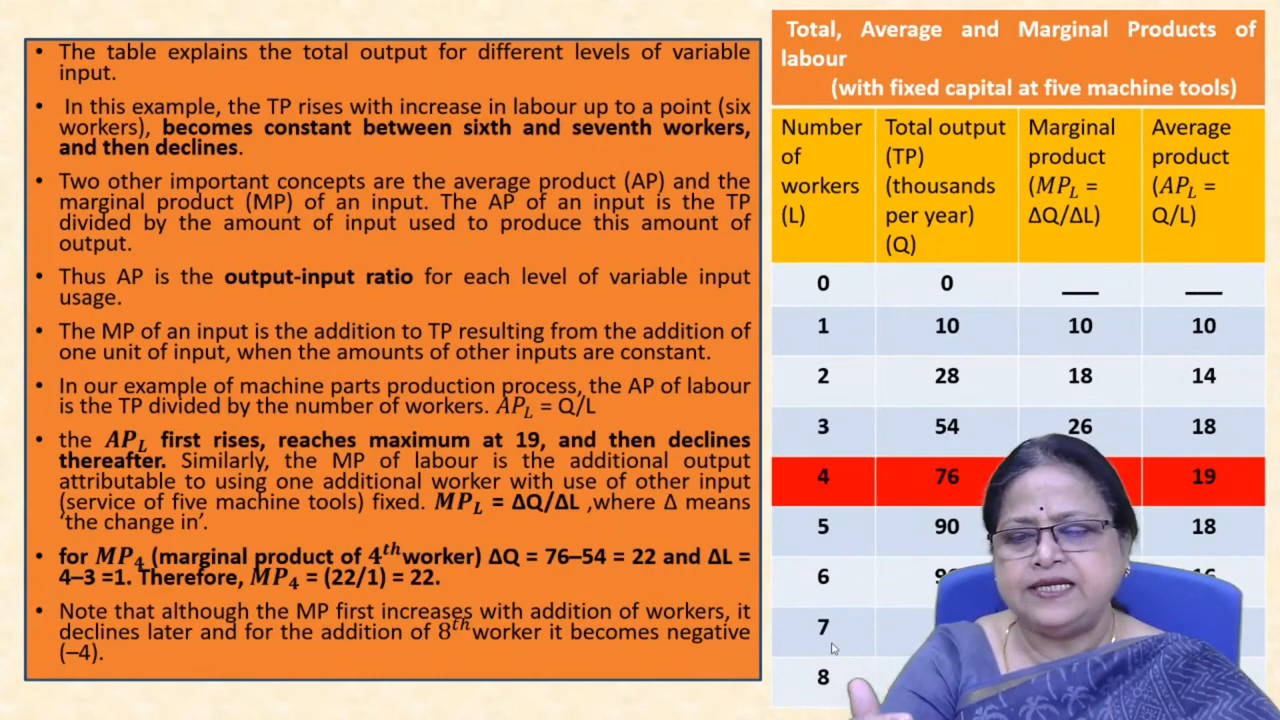 • The table explains the total output for different levels of variable
input.
• In this example, the TP rises with increase in labour up to a point (six
workers), becomes constant between sixth and seventh workers,
and then declines.
• Two other important concepts are the average product (AP) and the
marginal product (MP) of an input. The AP of an input is the TP
divided by the amount of input used to produce this amount of
output.
• Thus AP is the output-input ratio for each level of variable input
usage.
• The MP of an input is the addition to TP resulting from the addition of
one unit of input, when the amounts of other inputs are constant.
• In our example of machine parts production process, the AP of labour
is the TP divided by the number of workers. AP_L = Q/L
• the AP_L first rises, reaches maximum at 19, and then declines
thereafter. Similarly, the MP of labour is the additional output
attributable to using one additional worker with use of other input
(service of five machine tools) fixed. MP_L = ΔQ/ΔL ,where Δ means
'the change in'.
• for MP_4 (marginal product of 4^th worker) ΔQ = 76–54 = 22 and ΔL =
4–3 =1. Therefore, MP_4 = (22/1) = 22.
• Note that although the MP first increases with addition of workers, it
declines later and for the addition of 8^th worker it becomes negative
(–4).
Total, Average and Marginal Products of
labour
(with fixed capital at five machine tools)
Number of workers (L) Total output (TP) (thousands per year) (Q) Marginal product (MP_L = ΔQ/ΔL) Average product (AP_L = Q/L)
0 0 ___ ___
1 10 10 10
2 28 18 14
3 54 26 18
4 76 19
5 90 18
6
7
8